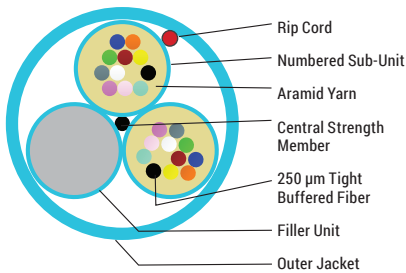 Rip Cord
Numbered Sub-Unit
Aramid Yarn
Central Strength
Member
250 µm Tight
Buffered Fiber
Filler Unit
Outer Jacket